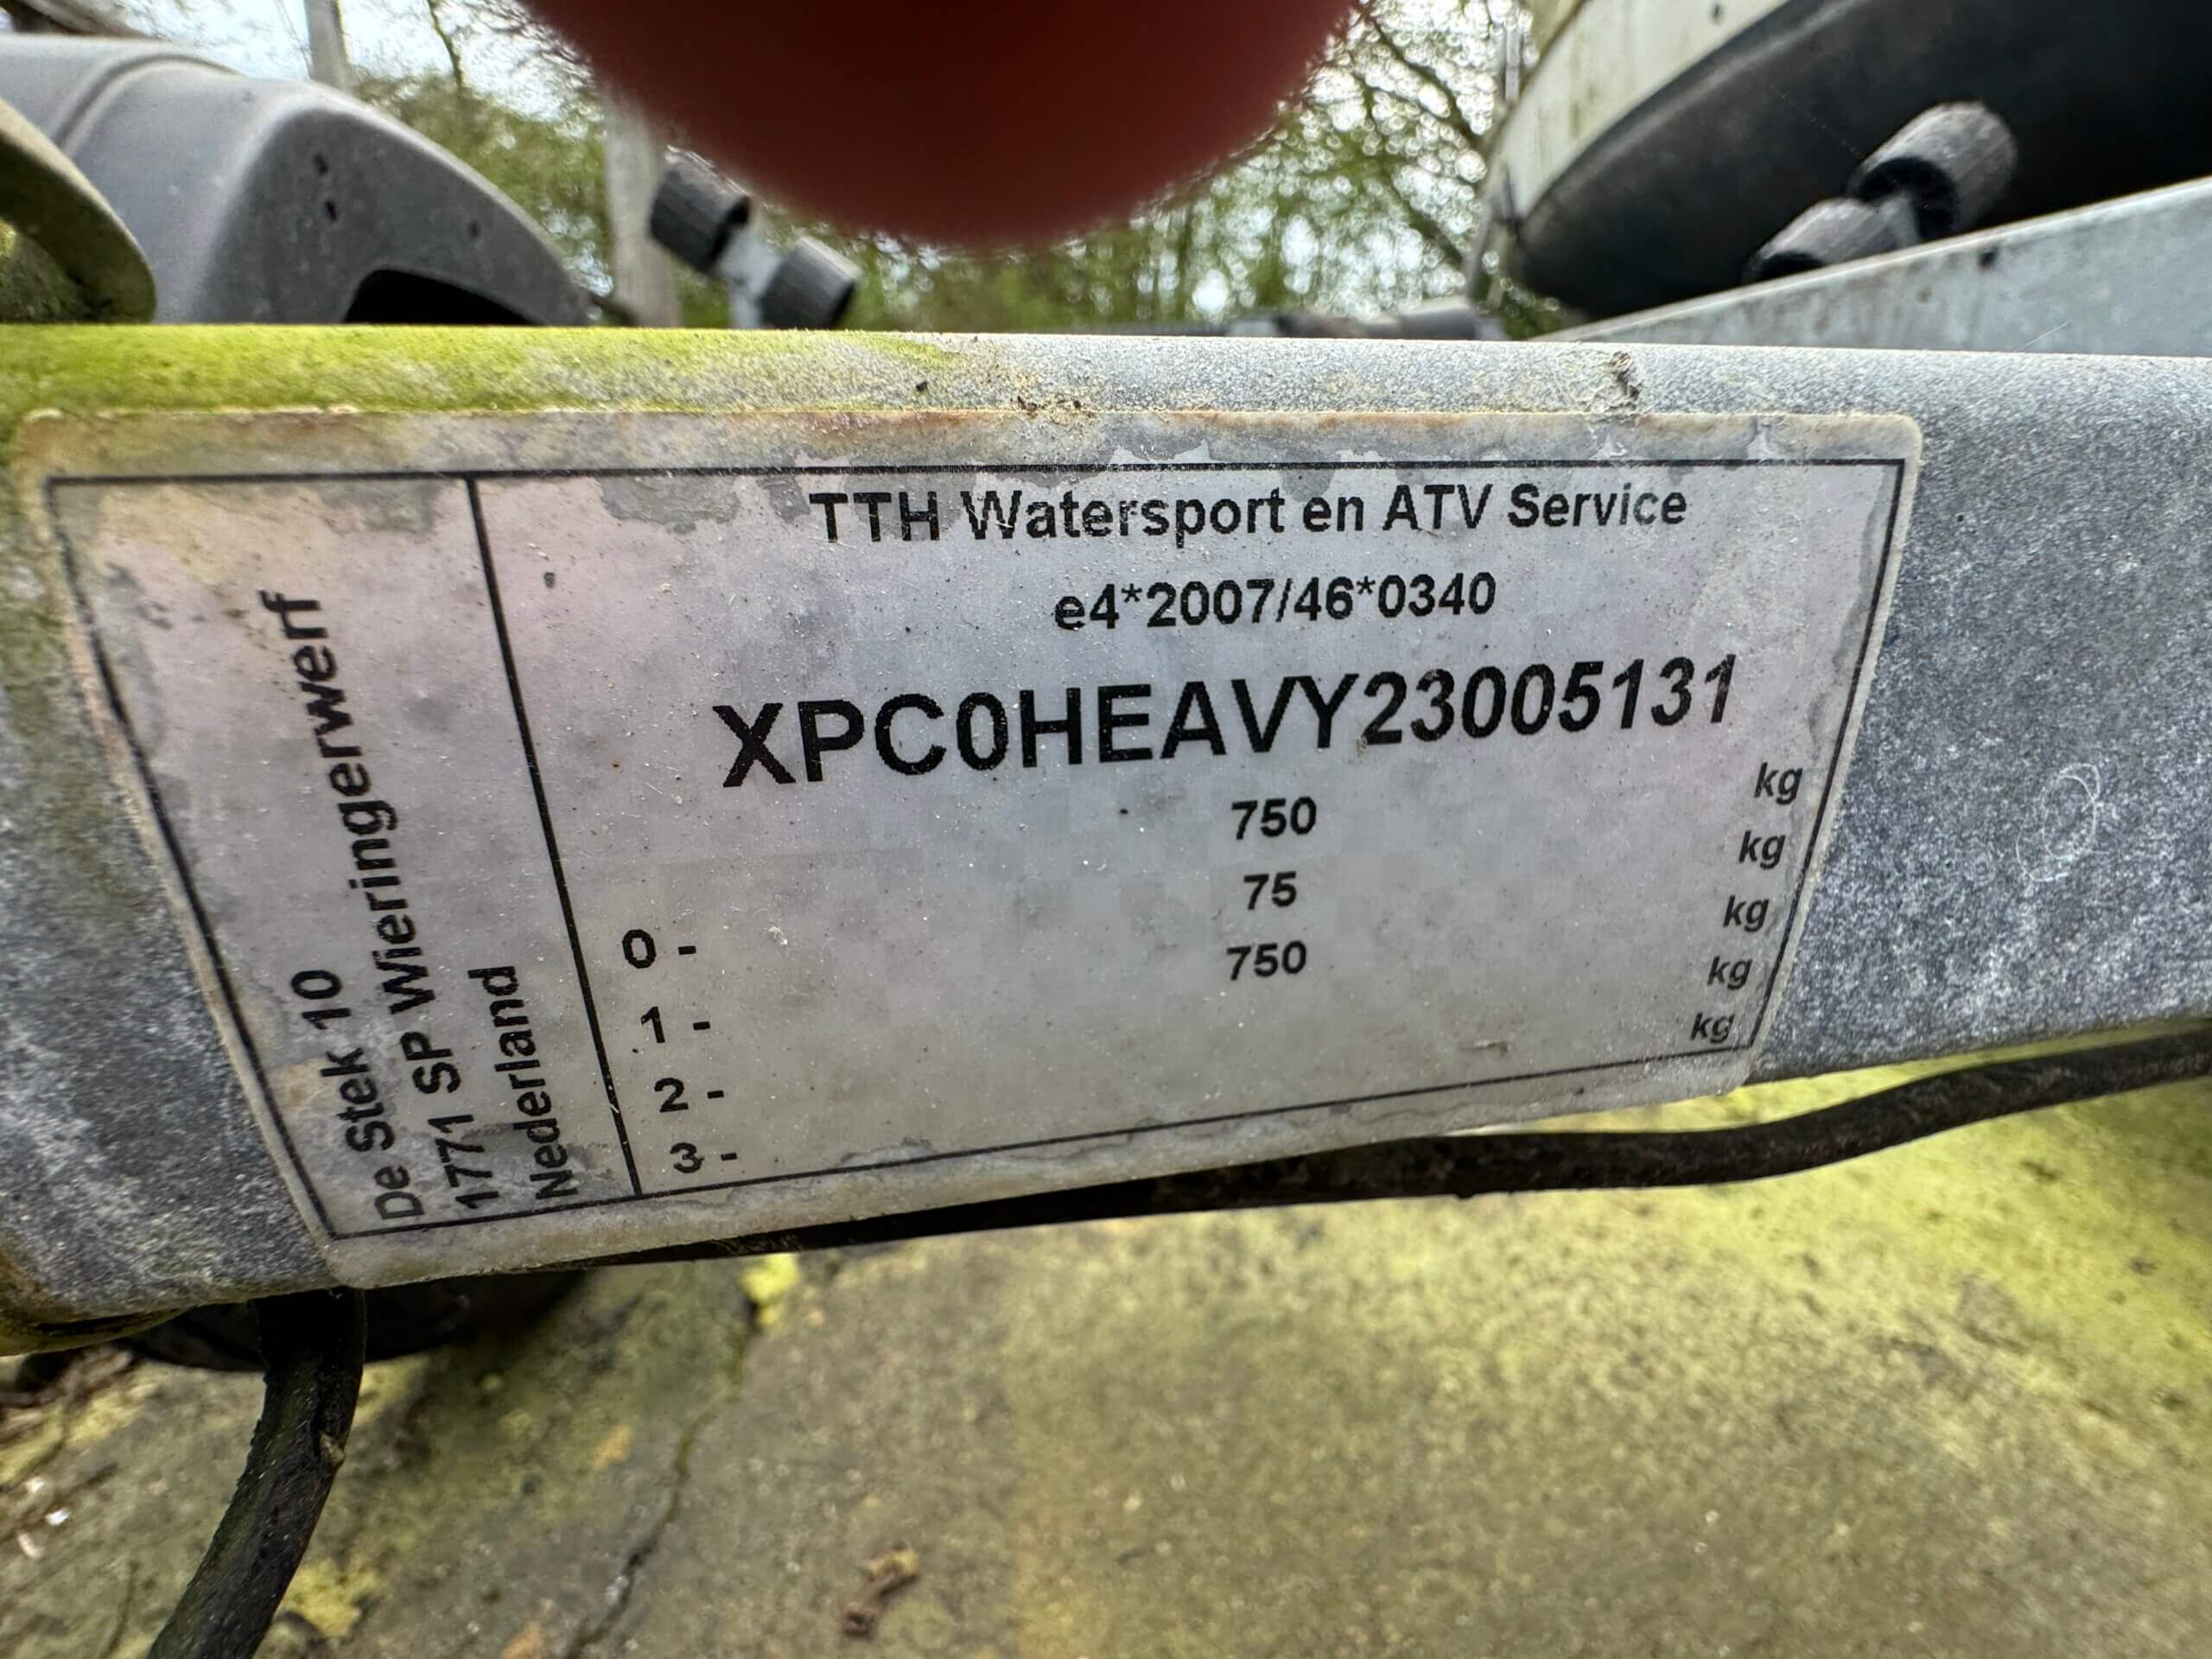 TTH Watersport en ATV Service
e4*2007/46*0340
XPC0HEAVY23005131
750 kg
0 - 75 kg
1 - 750 kg
2 - kg
3 - kg
De Stek 10
1771 SP Wieringerwerf
Nederland